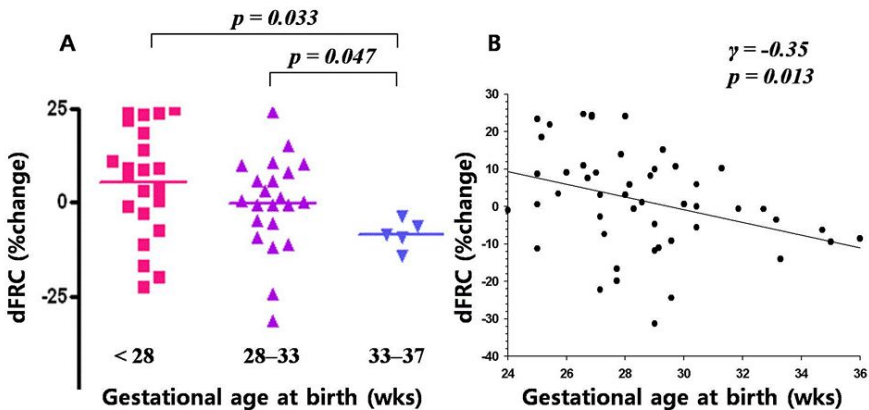 A
p = 0.033
p = 0.047
dFRC (%change)
25
0
-25
< 28
28–33
33–37
Gestational age at birth (wks)
B
γ = -0.35
p = 0.013
dFRC (%change)
30
20
10
0
-10
-20
-30
-40
24 26 28 30 32 34 36
Gestational age at birth (wks)